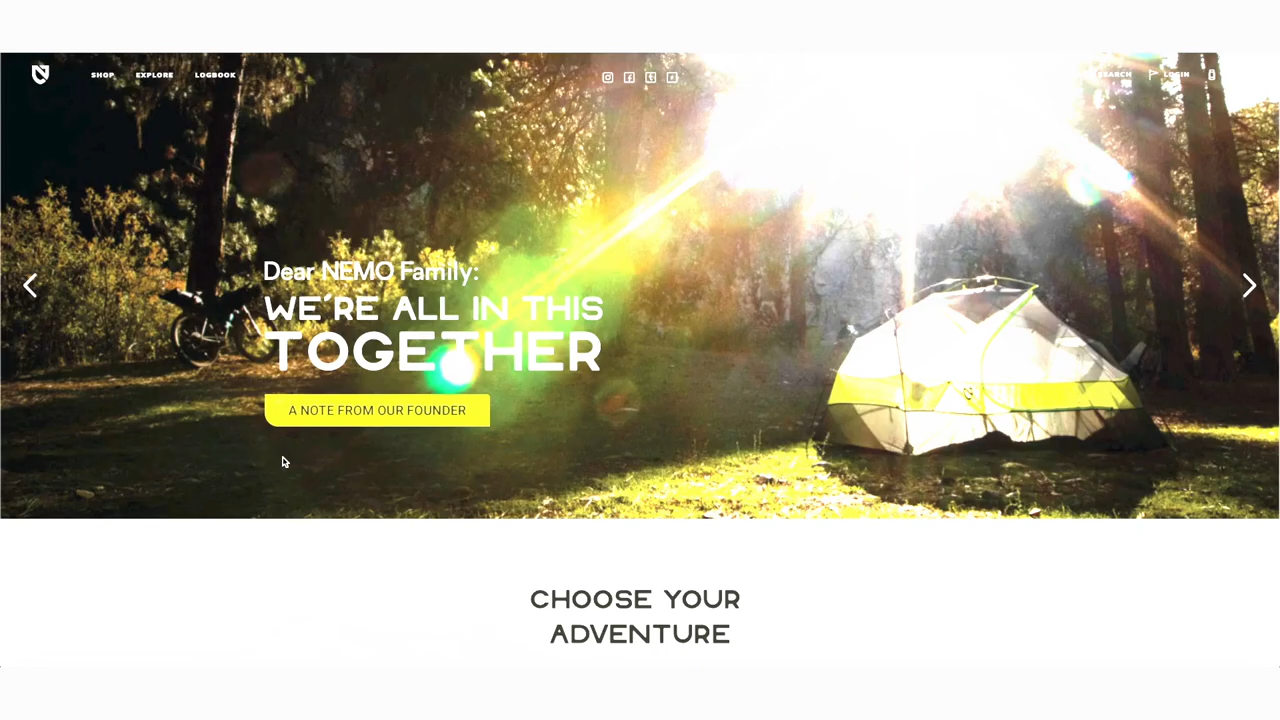 SHOP EXPLORE LOGBOOK
SEARCH LOGIN
Dear NEMO Family:
WE'RE ALL IN THIS
TOGETHER
A NOTE FROM OUR FOUNDER
CHOOSE YOUR
ADVENTURE